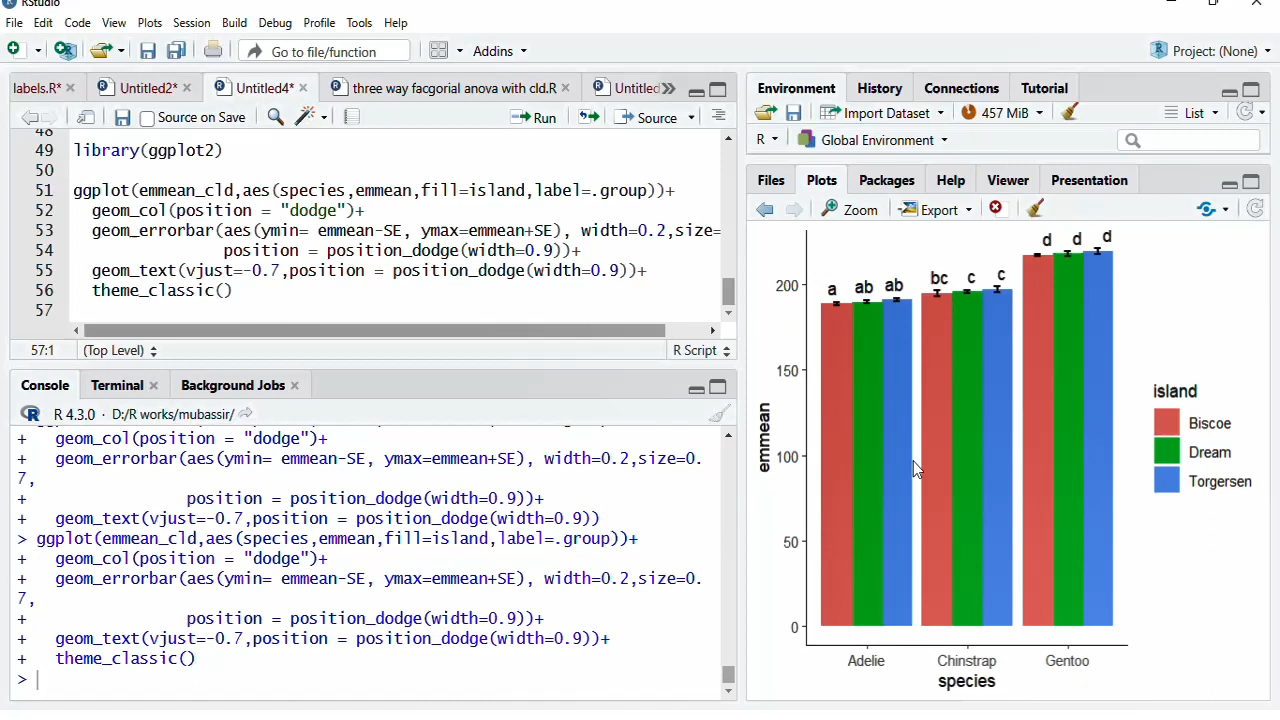 RStudio
File Edit Code View Plots Session Build Debug Profile Tools Help
Go to file/function Addins Project: (None)
labels.R* Untitled2* Untitled4* three way facgorial anova with cld.R Untitled
Source on Save Run Source
48
49 library(ggplot2)
50
51 ggplot(emmean_cld,aes(species,emmean,fill=island,label=.group))+
52 geom_col(position = "dodge")+
53 geom_errorbar(aes(ymin= emmean-SE, ymax=emmean+SE), width=0.2,size=
54 position = position_dodge(width=0.9))+
55 geom_text(vjust=-0.7,position = position_dodge(width=0.9))+
56 theme_classic()
57
57:1 (Top Level) R Script
Console Terminal Background Jobs
R 4.3.0 · D:/R works/mubassir/
+ geom_col(position = "dodge")+
+ geom_errorbar(aes(ymin= emmean-SE, ymax=emmean+SE), width=0.2,size=0.
7,
+ position = position_dodge(width=0.9))+
+ geom_text(vjust=-0.7,position = position_dodge(width=0.9))
> ggplot(emmean_cld,aes(species,emmean,fill=island,label=.group))+
+ geom_col(position = "dodge")+
+ geom_errorbar(aes(ymin= emmean-SE, ymax=emmean+SE), width=0.2,size=0.
7,
+ position = position_dodge(width=0.9))+
+ geom_text(vjust=-0.7,position = position_dodge(width=0.9))+
+ theme_classic()
>
Environment History Connections Tutorial
Import Dataset 457 MiB List
R Global Environment
Files Plots Packages Help Viewer Presentation
Zoom Export
d d d
a ab ab bc c c
200
150
100
50
0
emmean
Adelie Chinstrap Gentoo
species
island
Biscoe
Dream
Torgersen